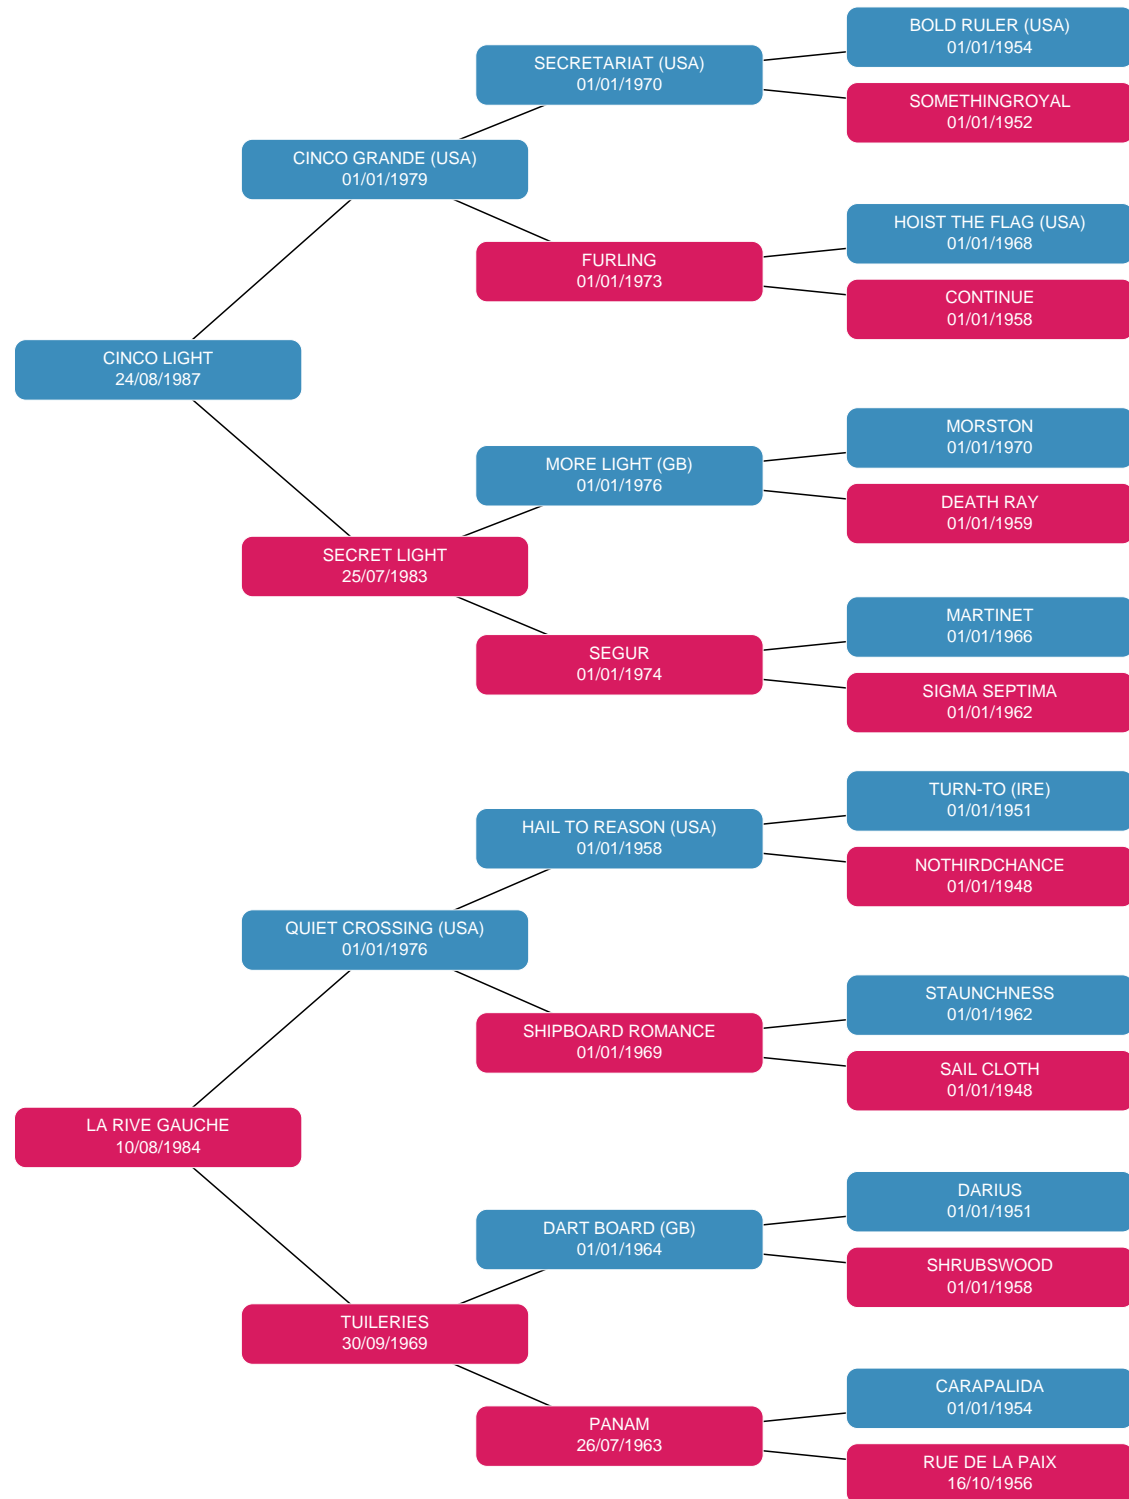 BOLD RULER (USA)
01/01/1954
SECRETARIAT (USA)
01/01/1970
SOMETHINGROYAL
01/01/1952
CINCO GRANDE (USA)
01/01/1979
HOIST THE FLAG (USA)
01/01/1968
FURLING
01/01/1973
CONTINUE
01/01/1958
CINCO LIGHT
24/08/1987
MORSTON
01/01/1970
MORE LIGHT (GB)
01/01/1976
DEATH RAY
01/01/1959
SECRET LIGHT
25/07/1983
MARTINET
01/01/1966
SEGUR
01/01/1974
SIGMA SEPTIMA
01/01/1962
TURN-TO (IRE)
01/01/1951
HAIL TO REASON (USA)
01/01/1958
NOTHIRDCHANCE
01/01/1948
QUIET CROSSING (USA)
01/01/1976
STAUNCHNESS
01/01/1962
SHIPBOARD ROMANCE
01/01/1969
SAIL CLOTH
01/01/1948
LA RIVE GAUCHE
10/08/1984
DARIUS
01/01/1951
DART BOARD (GB)
01/01/1964
SHRUBSWOOD
01/01/1958
TUILERIES
30/09/1969
CARAPALIDA
01/01/1954
PANAM
26/07/1963
RUE DE LA PAIX
16/10/1956